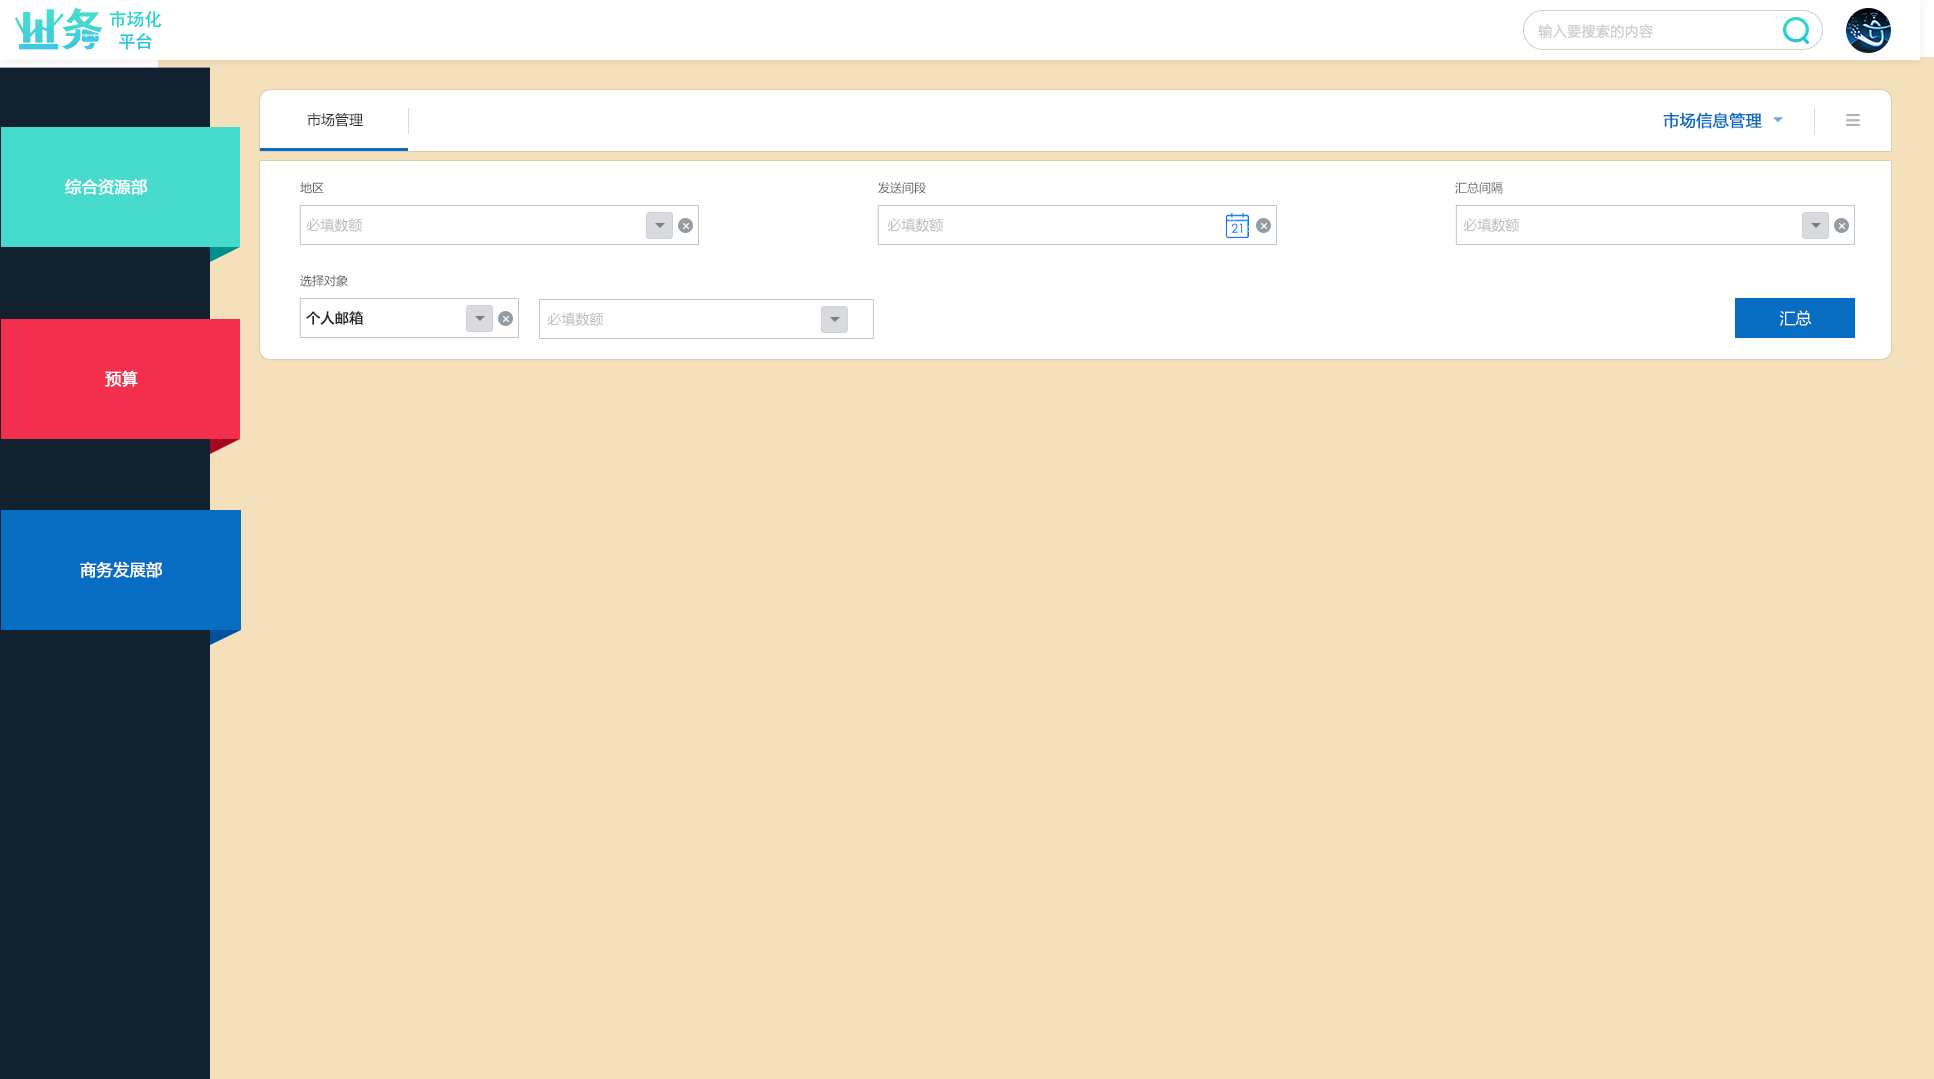 业务 市场化
平台
输入要搜索的内容
市场管理
市场信息管理
综合资源部
预算
商务发展部
地区
发送间段
汇总间隔
必填数额
必填数额
21
必填数额
选择对象
个人邮箱
必填数额
汇总